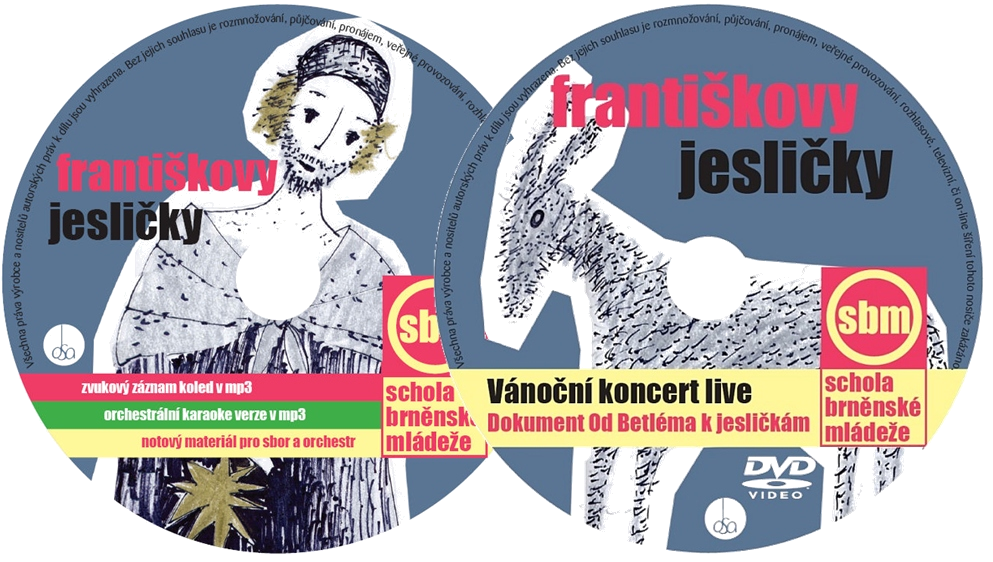 Všechna práva výrobce a nositelů autorských práv k dílu jsou vyhrazena. Bez jejich souhlasu je rozmnožování, půjčování, pronájem, veřejné provozování, rozhla
františkovy
jesličky
sbm
zvukový záznam koled v mp3
orchestrální karaoke verze v mp3
notový materiál pro sbor a orchestr
schola
brněnské
mládeže
osa
Všechna práva výrobce a nositelů autorských práv k dílu jsou vyhrazena. Bez jejich souhlasu je rozmnožování, půjčování, pronájem, veřejné provozování, rozhlasové, televizní, či on-line šíření tohoto nosiče zakázáno
františkovy
jesličky
sbm
Vánoční koncert live
Dokument Od Betléma k jesličkám
schola
brněnské
mládeže
DVD
VIDEO
osa